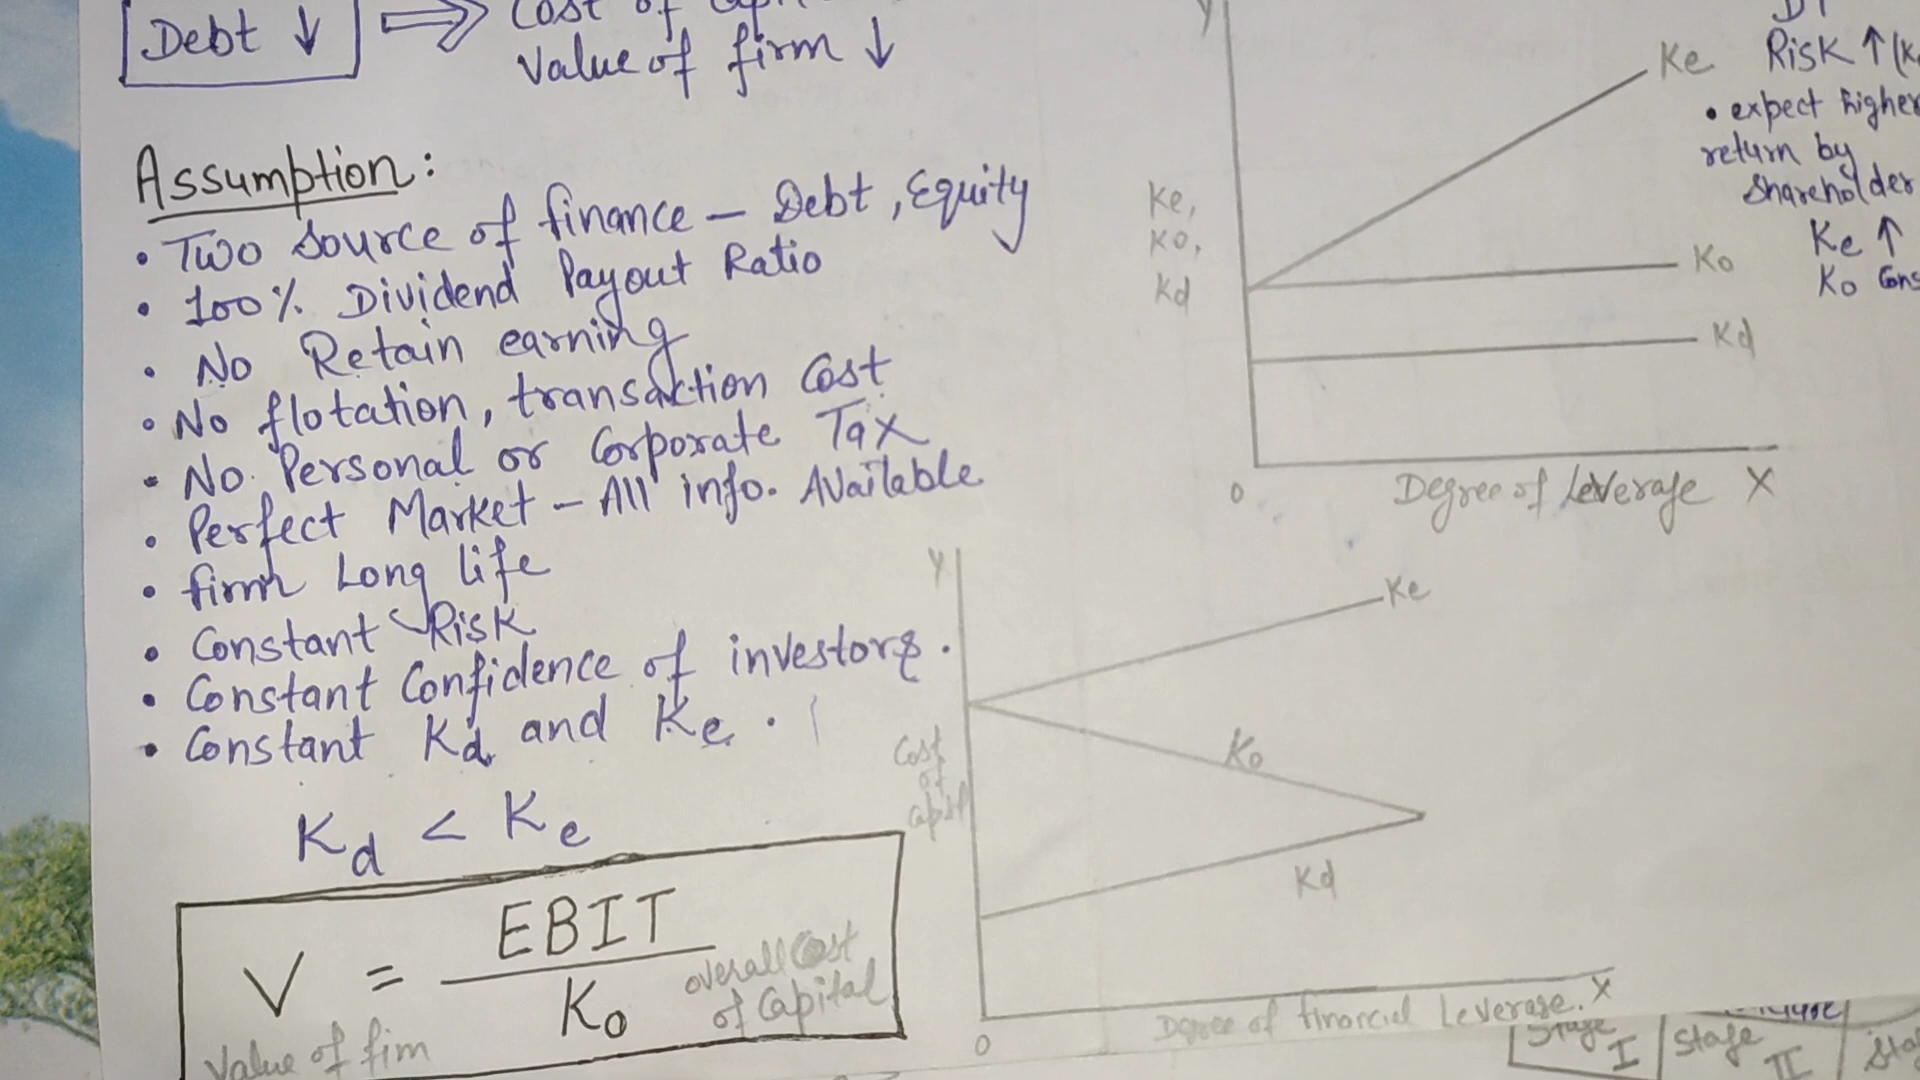 Debt ↓ ⇒ Cost of
Value of firm ↓
Assumption:
• Two source of finance – Debt, Equity
• 100% Dividend Payout Ratio
• No Retain earning
• No flotation, transaction Cost
• No Personal or Corporate Tax
• Perfect Market – All info. Available
• firm Long life
• Constant Risk
• Constant Confidence of investors.
• Constant Kd and Ke.
Kd < Ke
V = EBIT
Ko
overall Cost
of Capital
Value of fim
Y
Ke
Ke,
Ko,
Kd
Ko
Kd
0
Degree of Leverage X
Risk ↑
• expect higher
return by
Shareholder
Ke ↑
Ko Cons
Y
Ke
Cost
of
Ko
Kd
0
Degree of financial Leverage. X
Stage I
Stage II
Sta